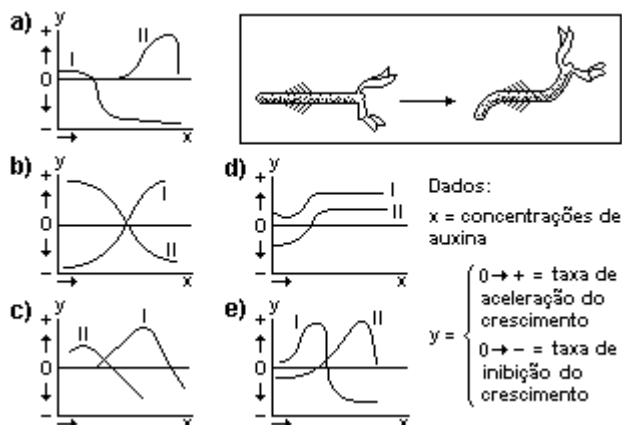 a)
y
+
0
–
I
II
x
b)
y
+
0
–
I
II
x
c)
y
+
0
–
II
I
x
d)
y
+
0
–
I
II
x
e)
y
+
0
–
I
II
x
Dados:
x = concentrações de
auxina
y =
0→ + = taxa de
aceleração do
crescimento
0→ – = taxa de
inibição do
crescimento